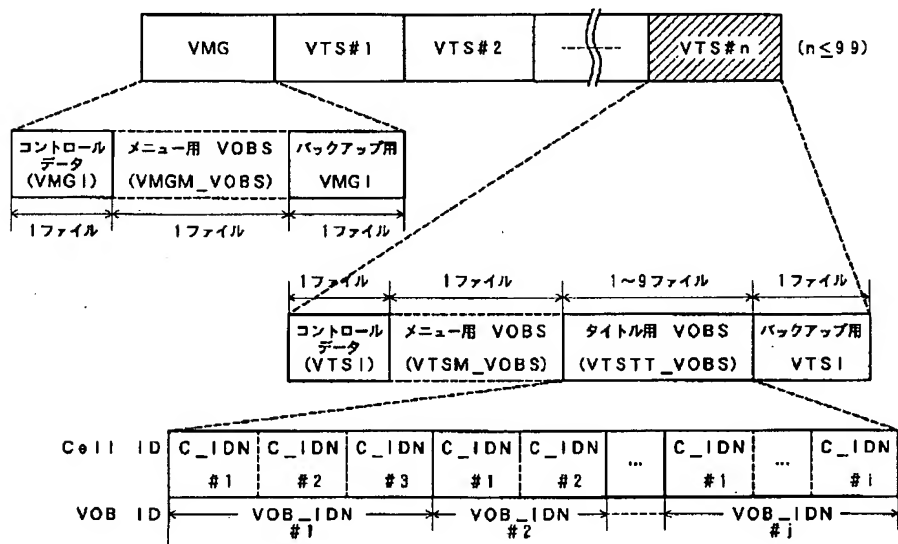 VMG VTS#1 VTS#2 VTS#n (n≤99)
コントロール
データ
(VMGI)
メニュー用 VOBS
(VMGM_VOBS)
バックアップ用
VMGI
1ファイル 1ファイル 1ファイル
1ファイル 1ファイル 1~9ファイル 1ファイル
コントロール
データ
(VTSI)
メニュー用 VOBS
(VTSM_VOBS)
タイトル用 VOBS
(VTSTT_VOBS)
バックアップ用
VTSI
Cell ID C_IDN C_IDN C_IDN C_IDN C_IDN ... C_IDN ... C_IDN
#1 #2 #3 #1 #2 #1 #i
VOB ID VOB_IDN VOB_IDN VOB_IDN
#1 #2 #j